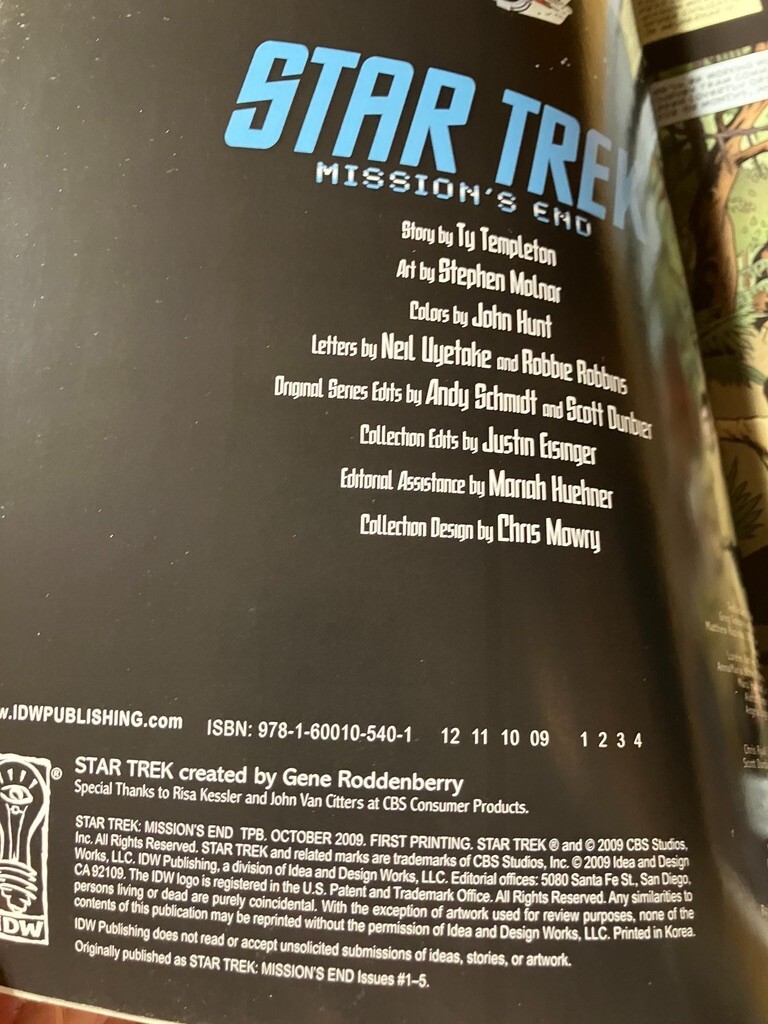 STAR TREK
MISSION'S END
Story by Ty Templeton
Art by Stephen Molnar
Colors by John Hunt
Letters by Neil Uyetake and Robbie Robbins
Original Series Edits by Andy Schmidt and Scott Dunbier
Collection Edits by Justin Eisinger
Editorial Assistance by Mariah Huehner
Collection Design by Chris Mowry
w.IDWPUBLISHING.com ISBN: 978-1-60010-540-1 12 11 10 09 1 2 3 4
STAR TREK created by Gene Roddenberry
Special Thanks to Risa Kessler and John Van Citters at CBS Consumer Products.
STAR TREK: MISSION'S END TPB. OCTOBER 2009. FIRST PRINTING. STAR TREK ® and © 2009 CBS Studios,
Inc. All Rights Reserved. STAR TREK and related marks are trademarks of CBS Studios, Inc. © 2009 Idea and Design
Works, LLC. IDW Publishing, a division of Idea and Design Works, LLC. Editorial offices: 5080 Santa Fe St., San Diego,
CA 92109. The IDW logo is registered in the U.S. Patent and Trademark Office. All Rights Reserved. Any similarities to
persons living or dead are purely coincidental. With the exception of artwork used for review purposes, none of the
contents of this publication may be reprinted without the permission of Idea and Design Works, LLC. Printed in Korea.
IDW Publishing does not read or accept unsolicited submissions of ideas, stories, or artwork.
Originally published as STAR TREK: MISSION'S END Issues #1–5.
®
IDW